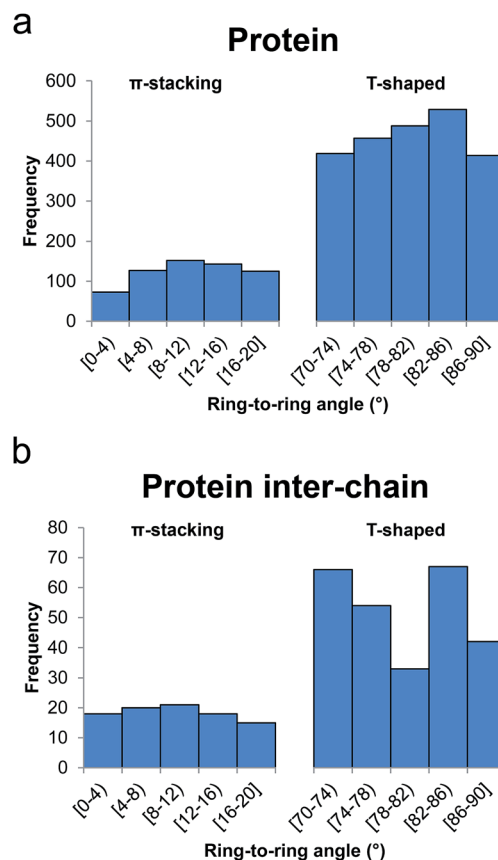 a
Protein
π-stacking T-shaped
600
500
400
300
200
100
0
Frequency
[0-4) [4-8) [8-12) [12-16) [16-20] [70-74) [74-78) [78-82) [82-86) [86-90]
Ring-to-ring angle (°)
b
Protein inter-chain
π-stacking T-shaped
80
70
60
50
40
30
20
10
0
Frequency
[0-4) [4-8) [8-12) [12-16) [16-20] [70-74) [74-78) [78-82) [82-86) [86-90]
Ring-to-ring angle (°)